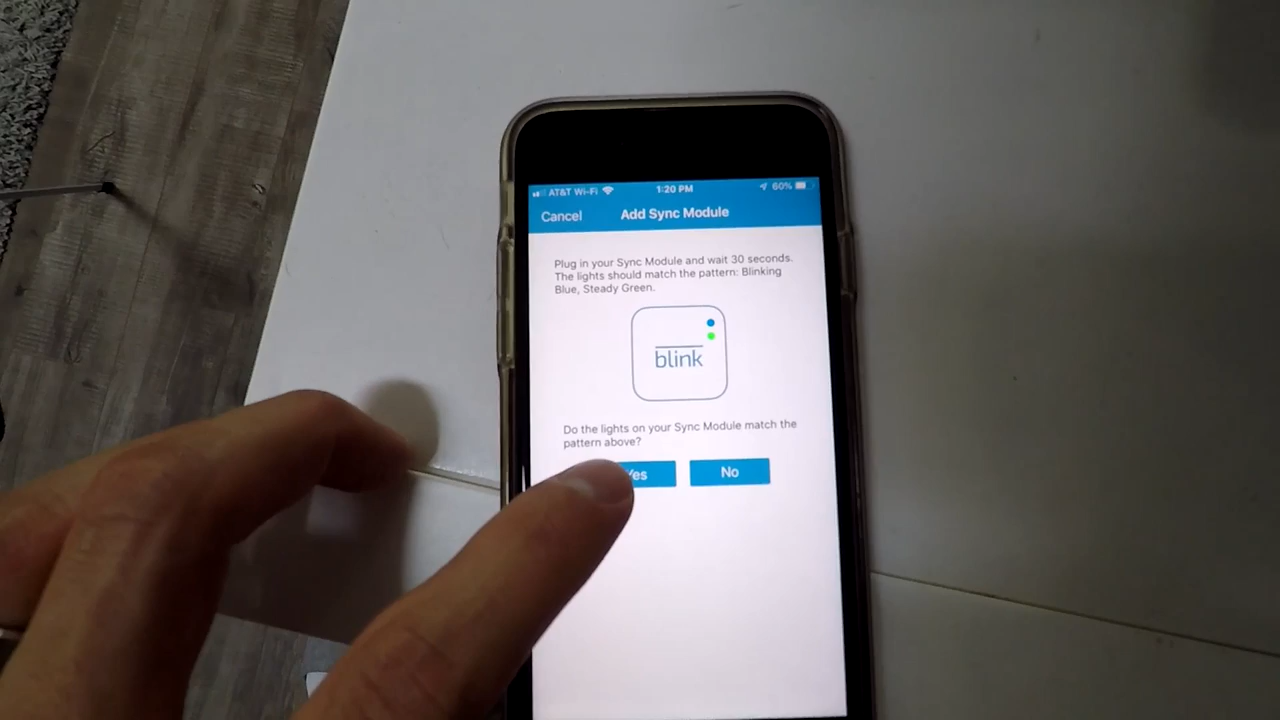 AT&T Wi-Fi 1:20 PM 60%
Cancel Add Sync Module
Plug in your Sync Module and wait 30 seconds.
The lights should match the pattern: Blinking
Blue, Steady Green.
blink
Do the lights on your Sync Module match the
pattern above?
Yes No